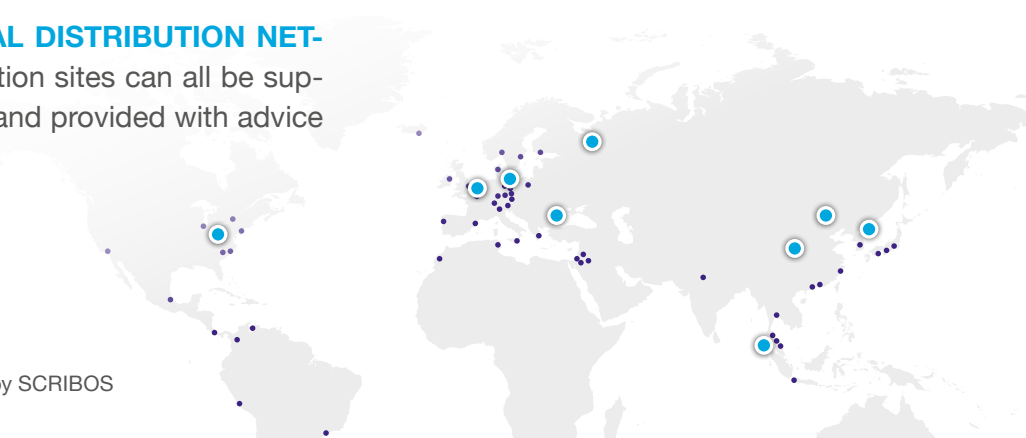 AL DISTRIBUTION NET-
tion sites can all be sup-
and provided with advice
by SCRIBOS